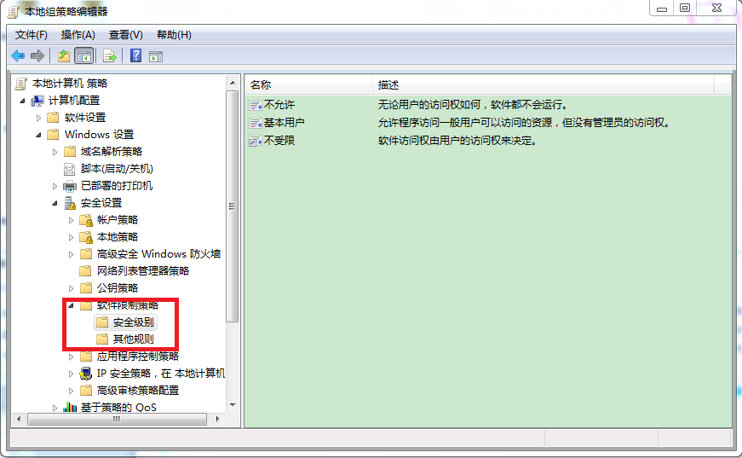 本地组策略编辑器
文件(F) 操作(A) 查看(V) 帮助(H)
本地计算机 策略
计算机配置
软件设置
Windows 设置
域名解析策略
脚本(启动/关机)
已部署的打印机
安全设置
帐户策略
本地策略
高级安全 Windows 防火墙
网络列表管理器策略
公钥策略
软件限制策略
安全级别
其他规则
应用程序控制策略
IP 安全策略，在 本地计算机
高级审核策略配置
基于策略的 QoS
名称 描述
不允许 无论用户的访问权如何，软件都不会运行。
基本用户 允许程序访问一般用户可以访问的资源，但没有管理员的访问权。
不受限 软件访问权由用户的访问权来决定。